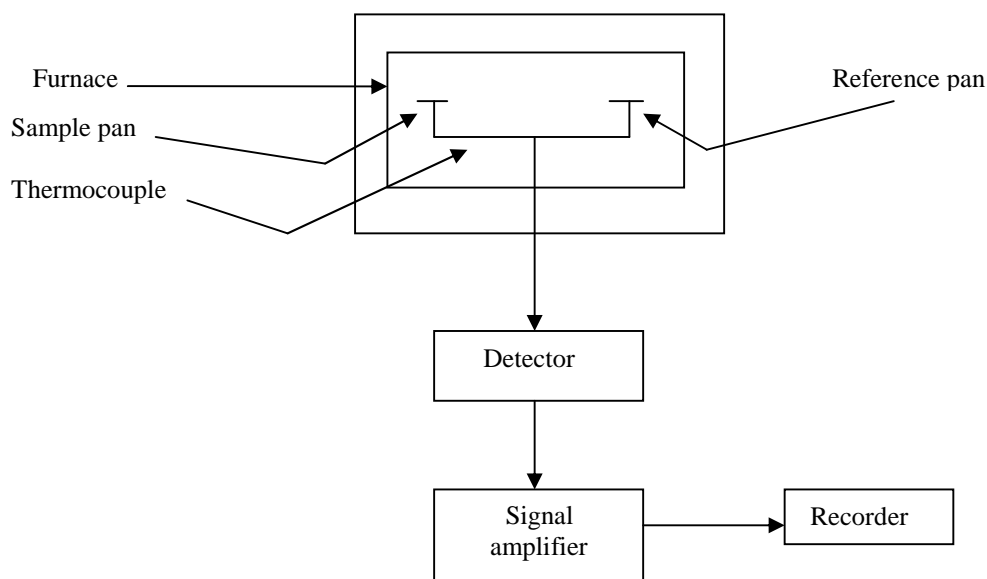 Furnace
Reference pan
Sample pan
Thermocouple
Detector
Signal
amplifier
Recorder